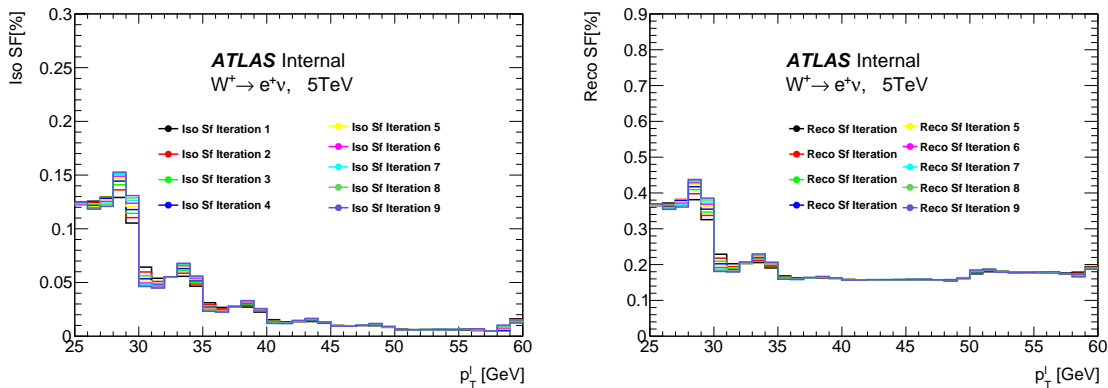 Iso SF[%]
0.3
0.25
0.2
0.15
0.1
0.05
0
ATLAS Internal
W⁺→ e⁺ν, 5TeV
Iso Sf Iteration 1
Iso Sf Iteration 2
Iso Sf Iteration 3
Iso Sf Iteration 4
Iso Sf Iteration 5
Iso Sf Iteration 6
Iso Sf Iteration 7
Iso Sf Iteration 8
Iso Sf Iteration 9
25 30 35 40 45 50 55 60
p_T^l [GeV]
Reco SF[%]
0.9
0.8
0.7
0.6
0.5
0.4
0.3
0.2
0.1
0
ATLAS Internal
W⁺→ e⁺ν, 5TeV
Reco Sf Iteration
Reco Sf Iteration
Reco Sf Iteration
Reco Sf Iteration
Reco Sf Iteration 5
Reco Sf Iteration 6
Reco Sf Iteration 7
Reco Sf Iteration 8
Reco Sf Iteration 9
25 30 35 40 45 50 55 60
p_T^l [GeV]